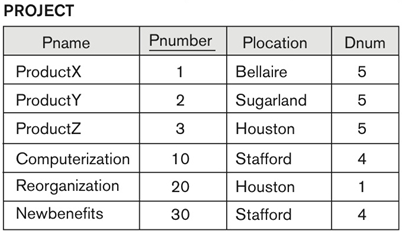 PROJECT
Pname Pnumber Plocation Dnum
ProductX 1 Bellaire 5
ProductY 2 Sugarland 5
ProductZ 3 Houston 5
Computerization 10 Stafford 4
Reorganization 20 Houston 1
Newbenefits 30 Stafford 4